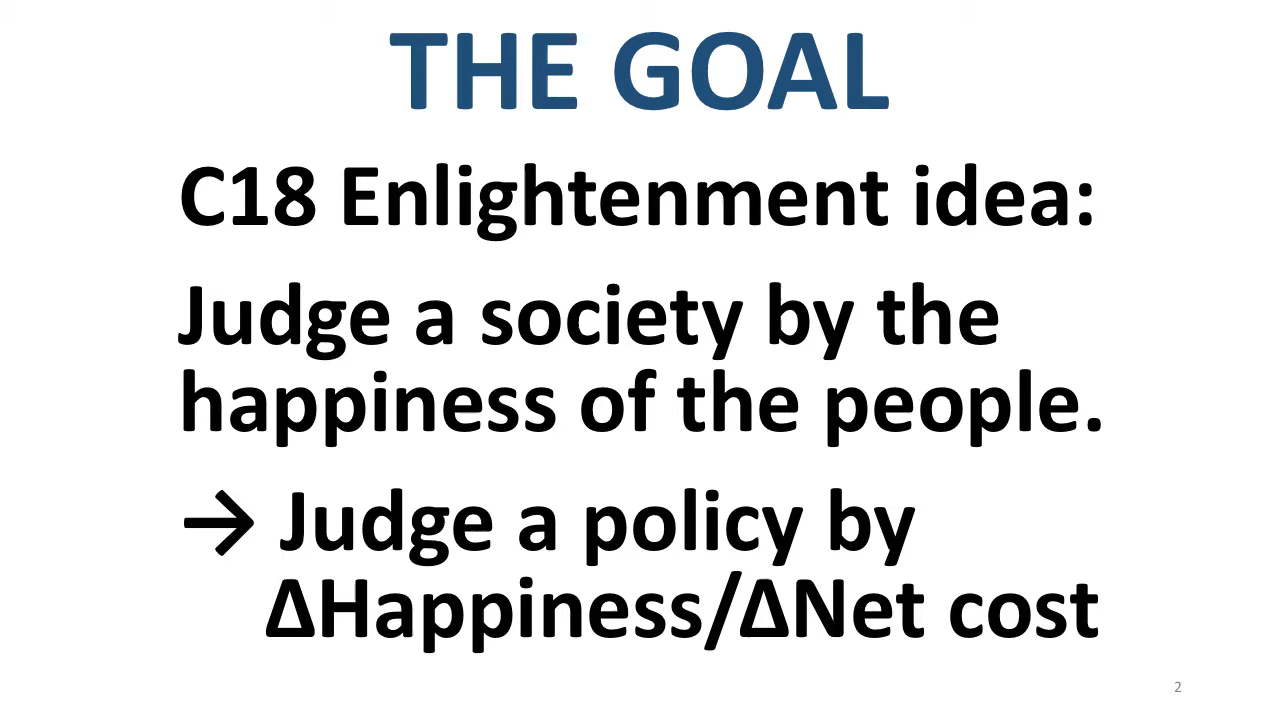 THE GOAL
C18 Enlightenment idea:
Judge a society by the
happiness of the people.
→ Judge a policy by
ΔHappiness/ΔNet cost
2